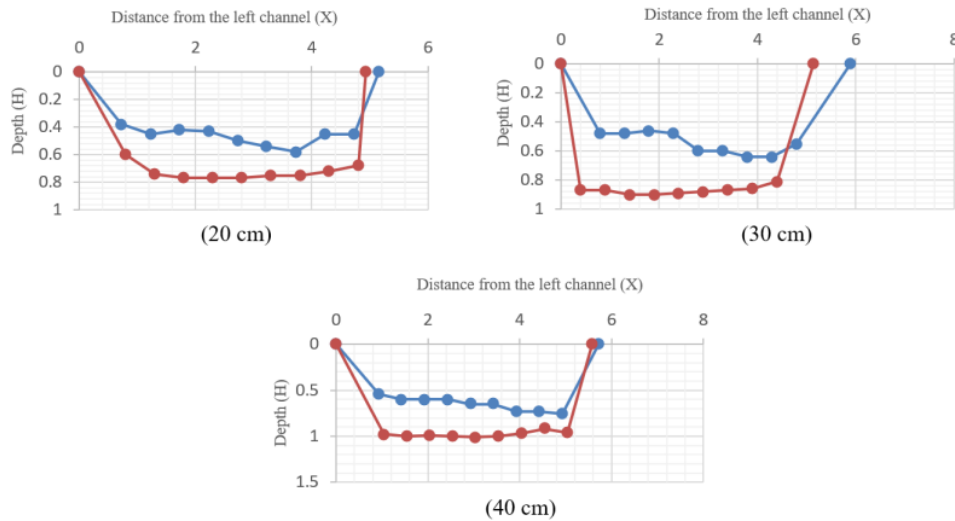 Distance from the left channel (X)
0 2 4 6
Depth (H)
0
0.2
0.4
0.6
0.8
1
(20 cm)
Distance from the left channel (X)
0 2 4 6 8
Depth (H)
0
0.2
0.4
0.6
0.8
1
(30 cm)
Distance from the left channel (X)
0 2 4 6 8
Depth (H)
0
0.5
1
1.5
(40 cm)